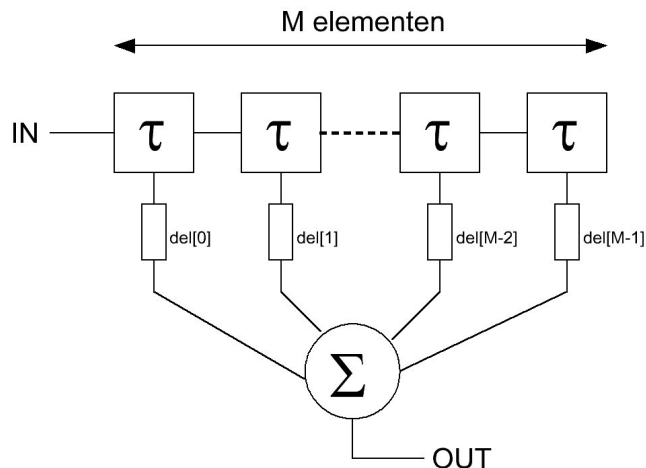 M elementen
IN
τ τ τ τ
del[0] del[1] del[M-2] del[M-1]
Σ
OUT